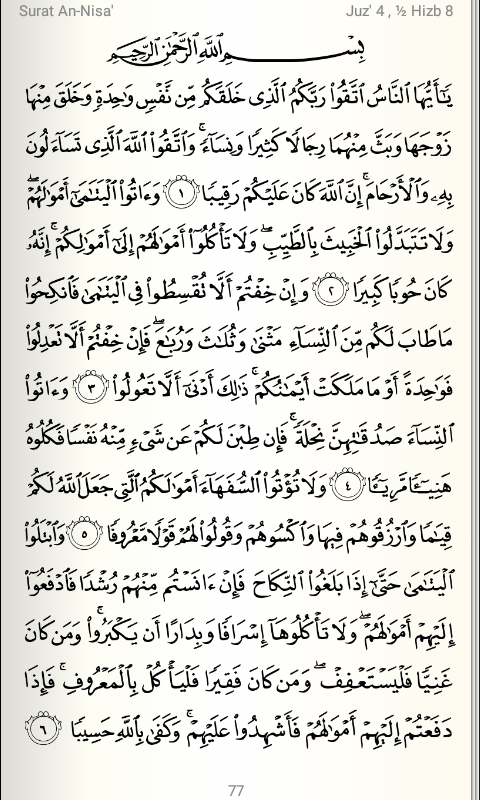 Surat An-Nisa' Juz' 4 , ½ Hizb 8
بِسْمِ ٱللَّهِ ٱلرَّحْمَٰنِ ٱلرَّحِيمِ
يَٰٓأَيُّهَا ٱلنَّاسُ ٱتَّقُوا۟ رَبَّكُمُ ٱلَّذِى خَلَقَكُم مِّن نَّفْسٍ وَٰحِدَةٍ وَخَلَقَ مِنْهَا
زَوْجَهَا وَبَثَّ مِنْهُمَا رِجَالًا كَثِيرًا وَنِسَآءً ۚ وَٱتَّقُوا۟ ٱللَّهَ ٱلَّذِى تَسَآءَلُونَ
بِهِۦ وَٱلْأَرْحَامَ ۚ إِنَّ ٱللَّهَ كَانَ عَلَيْكُمْ رَقِيبًا ١ وَءَاتُوا۟ ٱلْيَتَٰمَىٰٓ أَمْوَٰلَهُمْ ۖ
وَلَا تَتَبَدَّلُوا۟ ٱلْخَبِيثَ بِٱلطَّيِّبِ ۖ وَلَا تَأْكُلُوٓا۟ أَمْوَٰلَهُمْ إِلَىٰٓ أَمْوَٰلِكُمْ ۚ إِنَّهُۥ
كَانَ حُوبًا كَبِيرًا ٢ وَإِنْ خِفْتُمْ أَلَّا تُقْسِطُوا۟ فِى ٱلْيَتَٰمَىٰ فَٱنكِحُوا۟
مَا طَابَ لَكُم مِّنَ ٱلنِّسَآءِ مَثْنَىٰ وَثُلَٰثَ وَرُبَٰعَ ۖ فَإِنْ خِفْتُمْ أَلَّا تَعْدِلُوا۟
فَوَٰحِدَةً أَوْ مَا مَلَكَتْ أَيْمَٰنُكُمْ ۚ ذَٰلِكَ أَدْنَىٰٓ أَلَّا تَعُولُوا۟ ٣ وَءَاتُوا۟
ٱلنِّسَآءَ صَدُقَٰتِهِنَّ نِحْلَةً ۚ فَإِن طِبْنَ لَكُمْ عَن شَىْءٍ مِّنْهُ نَفْسًا فَكُلُوهُ
هَنِيٓـًٔا مَّرِيٓـًٔا ٤ وَلَا تُؤْتُوا۟ ٱلسُّفَهَآءَ أَمْوَٰلَكُمُ ٱلَّتِى جَعَلَ ٱللَّهُ لَكُمْ
قِيَٰمًا وَٱرْزُقُوهُمْ فِيهَا وَٱكْسُوهُمْ وَقُولُوا۟ لَهُمْ قَوْلًا مَّعْرُوفًا ٥ وَٱبْتَلُوا۟
ٱلْيَتَٰمَىٰ حَتَّىٰٓ إِذَا بَلَغُوا۟ ٱلنِّكَاحَ فَإِنْ ءَانَسْتُم مِّنْهُمْ رُشْدًا فَٱدْفَعُوٓا۟
إِلَيْهِمْ أَمْوَٰلَهُمْ ۖ وَلَا تَأْكُلُوهَآ إِسْرَافًا وَبِدَارًا أَن يَكْبَرُوا۟ ۚ وَمَن كَانَ
غَنِيًّا فَلْيَسْتَعْفِفْ ۖ وَمَن كَانَ فَقِيرًا فَلْيَأْكُلْ بِٱلْمَعْرُوفِ ۚ فَإِذَا
دَفَعْتُمْ إِلَيْهِمْ أَمْوَٰلَهُمْ فَأَشْهِدُوا۟ عَلَيْهِمْ ۚ وَكَفَىٰ بِٱللَّهِ حَسِيبًا ٦
77